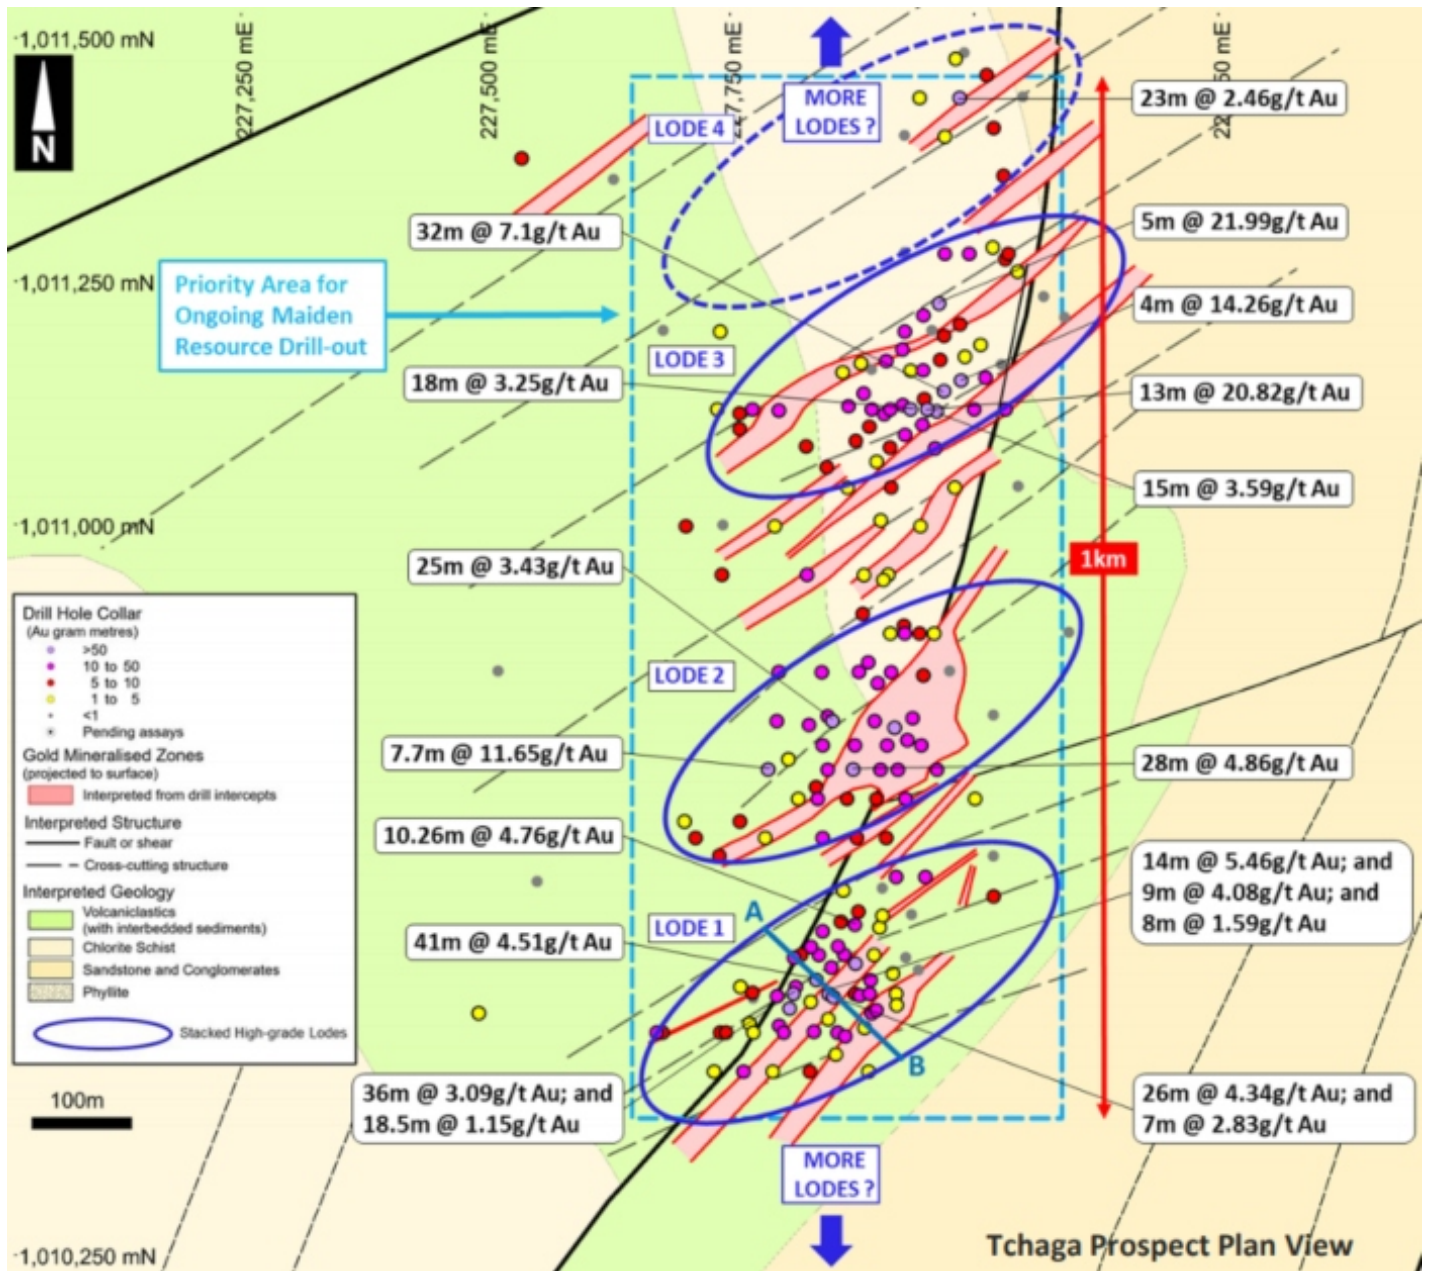 1,011,500 mN
227,250 mE
227,500 mE
227,750 mE
50 mE
N
MORE
LODES ?
23m @ 2.46g/t Au
LODE 4
32m @ 7.1g/t Au
5m @ 21.99g/t Au
1,011,250 mN
Priority Area for
Ongoing Maiden
Resource Drill-out
4m @ 14.26g/t Au
LODE 3
18m @ 3.25g/t Au
13m @ 20.82g/t Au
15m @ 3.59g/t Au
1,011,000 mN
25m @ 3.43g/t Au
1km
Drill Hole Collar
(Au gram metres)
>50
10 to 50
5 to 10
1 to 5
<1
Pending assays
Gold Mineralised Zones
(projected to surface)
Interpreted from drill intercepts
Interpreted Structure
Fault or shear
Cross-cutting structure
Interpreted Geology
Volcaniclastics
(with interbedded sediments)
Chlorite Schist
Sandstone and Conglomerates
Phyllite
Stacked High-grade Lodes
LODE 2
7.7m @ 11.65g/t Au
28m @ 4.86g/t Au
10.26m @ 4.76g/t Au
14m @ 5.46g/t Au; and
9m @ 4.08g/t Au; and
8m @ 1.59g/t Au
A
LODE 1
41m @ 4.51g/t Au
B
36m @ 3.09g/t Au; and
18.5m @ 1.15g/t Au
26m @ 4.34g/t Au; and
7m @ 2.83g/t Au
100m
MORE
LODES ?
1,010,250 mN
Tchaga Prospect Plan View